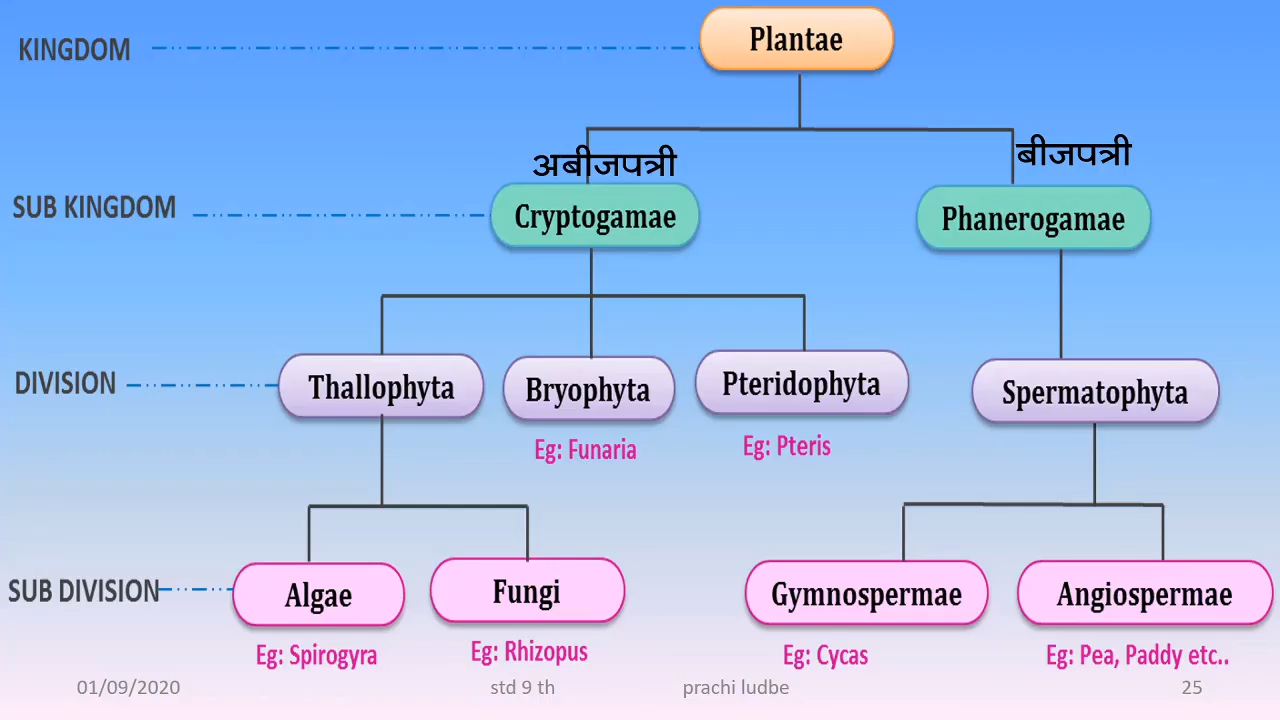 KINGDOM
Plantae
अबीजपत्री
बीजपत्री
SUB KINGDOM
Cryptogamae
Phanerogamae
DIVISION
Thallophyta
Bryophyta
Pteridophyta
Spermatophyta
Eg: Funaria
Eg: Pteris
SUB DIVISION
Algae
Fungi
Gymnospermae
Angiospermae
Eg: Spirogyra
Eg: Rhizopus
Eg: Cycas
Eg: Pea, Paddy etc..
01/09/2020
std 9 th
prachi ludbe
25